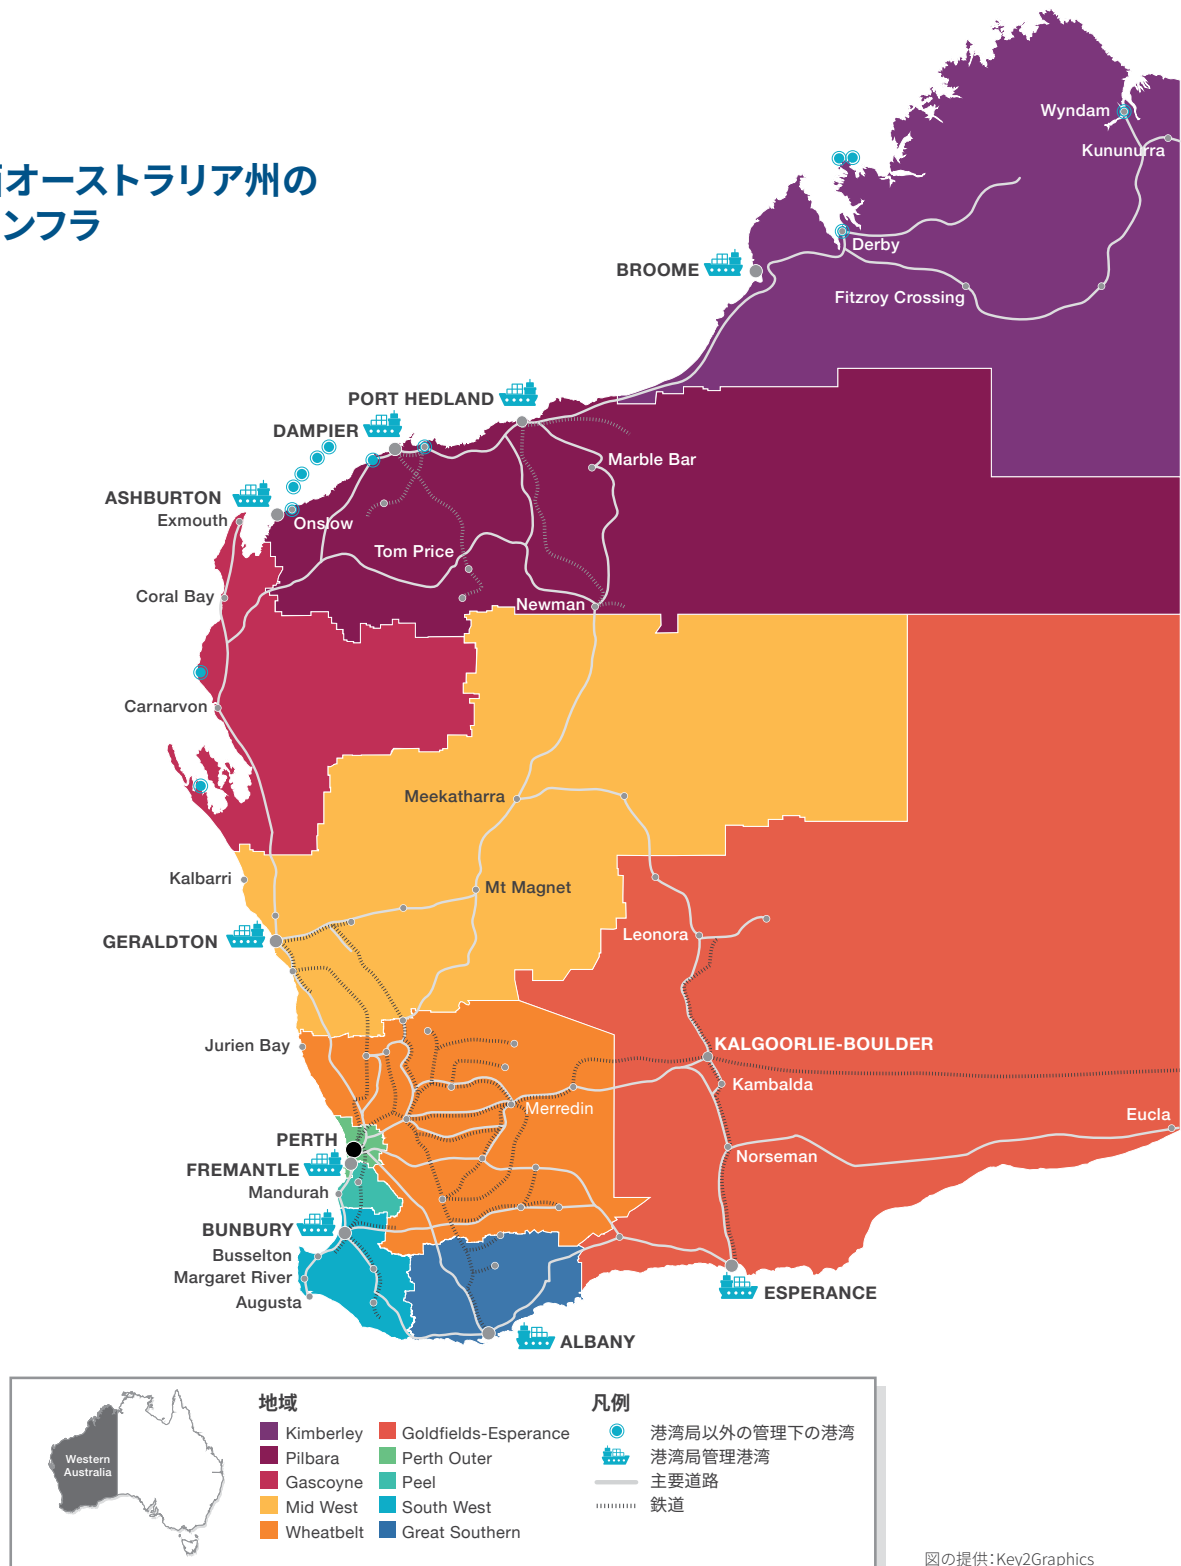 オーストラリア州の
ンフラ
Wyndam
Kununurra
Derby
BROOME
Fitzroy Crossing
PORT HEDLAND
DAMPIER
Marble Bar
ASHBURTON
Exmouth
Onslow
Tom Price
Coral Bay
Newman
Carnarvon
Meekatharra
Kalbarri
Mt Magnet
GERALDTON
Leonora
Jurien Bay
KALGOORLIE-BOULDER
Kambalda
Merredin
Eucla
PERTH
Norseman
FREMANTLE
Mandurah
BUNBURY
Busselton
Margaret River
Augusta
ESPERANCE
ALBANY
Western
Australia
地域
Kimberley
Pilbara
Gascoyne
Mid West
Wheatbelt
Goldfields-Esperance
Perth Outer
Peel
South West
Great Southern
凡例
港湾局以外の管理下の港湾
港湾局管理港湾
主要道路
鉄道
図の提供：Key2Graphics